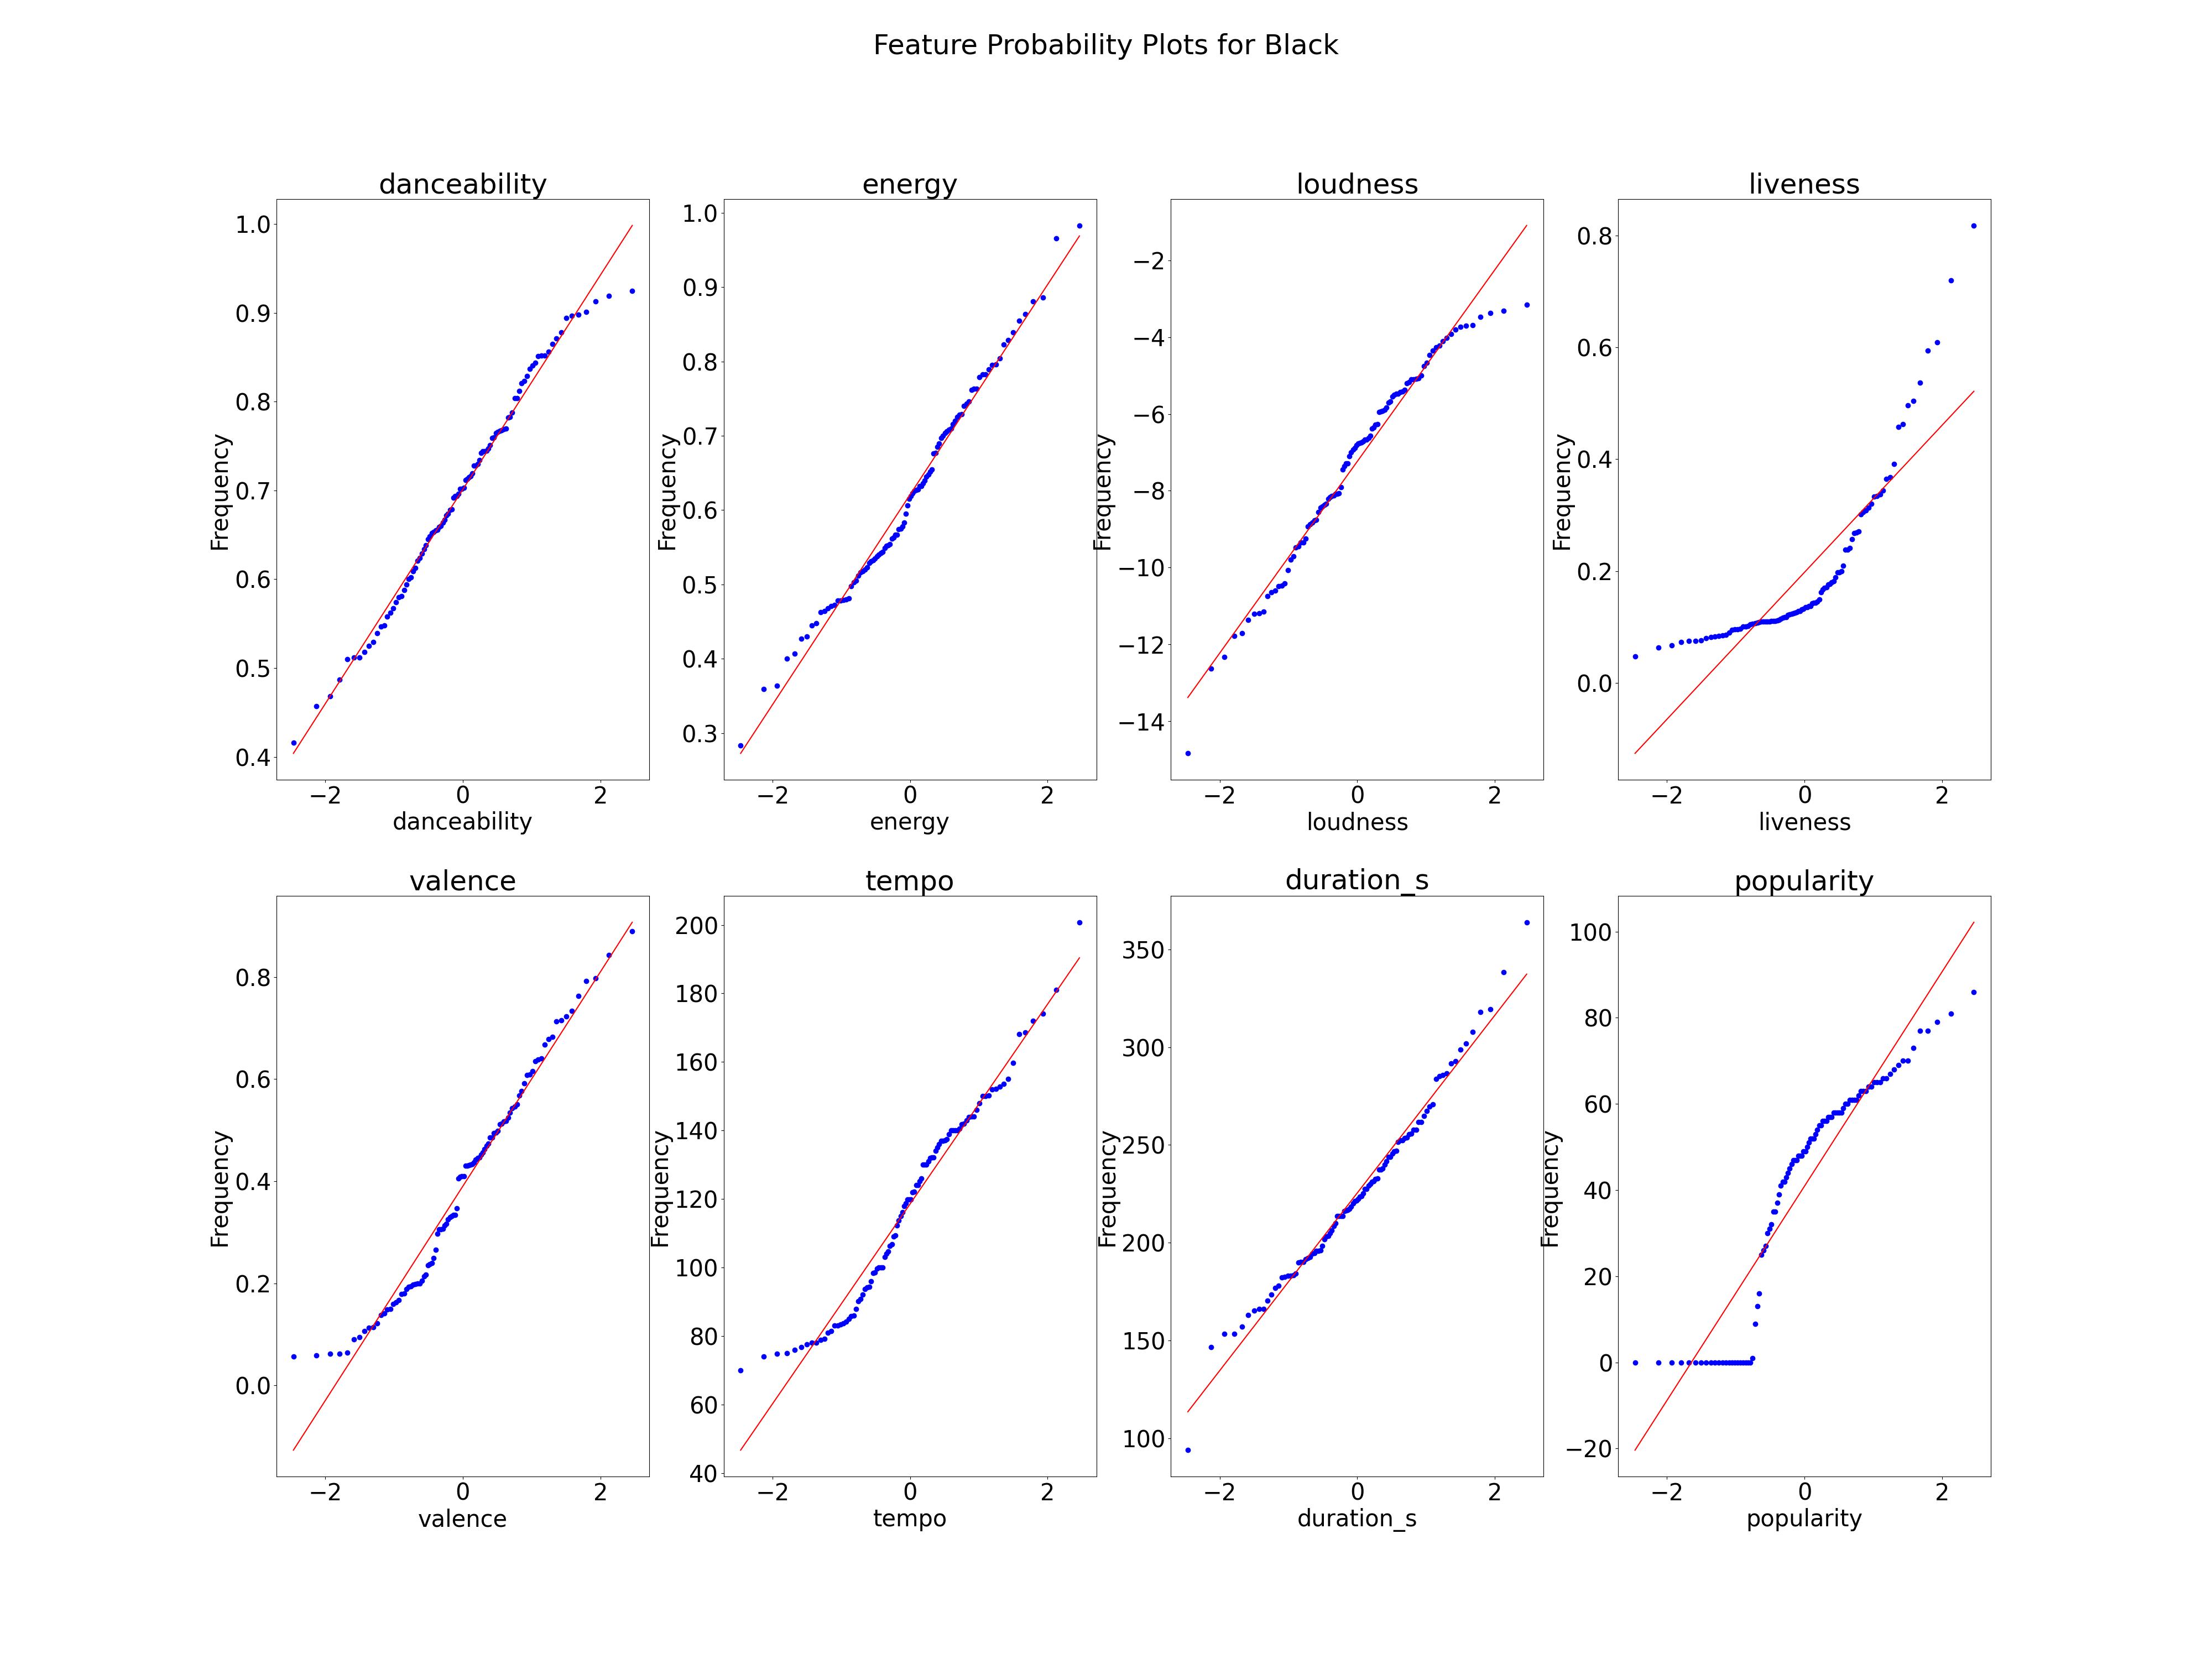 Feature Probability Plots for Black
danceability
1.0
0.9
0.8
0.7
0.6
0.5
0.4
Frequency
−2 0 2
danceability
energy
1.0
0.9
0.8
0.7
0.6
0.5
0.4
0.3
Frequency
−2 0 2
energy
loudness
−2
−4
−6
−8
−10
−12
−14
Frequency
−2 0 2
loudness
liveness
0.8
0.6
0.4
0.2
0.0
Frequency
−2 0 2
liveness
valence
0.8
0.6
0.4
0.2
0.0
Frequency
−2 0 2
valence
tempo
200
180
160
140
120
100
80
60
40
Frequency
−2 0 2
tempo
duration_s
350
300
250
200
150
100
Frequency
−2 0 2
duration_s
popularity
100
80
60
40
20
0
−20
Frequency
−2 0 2
popularity